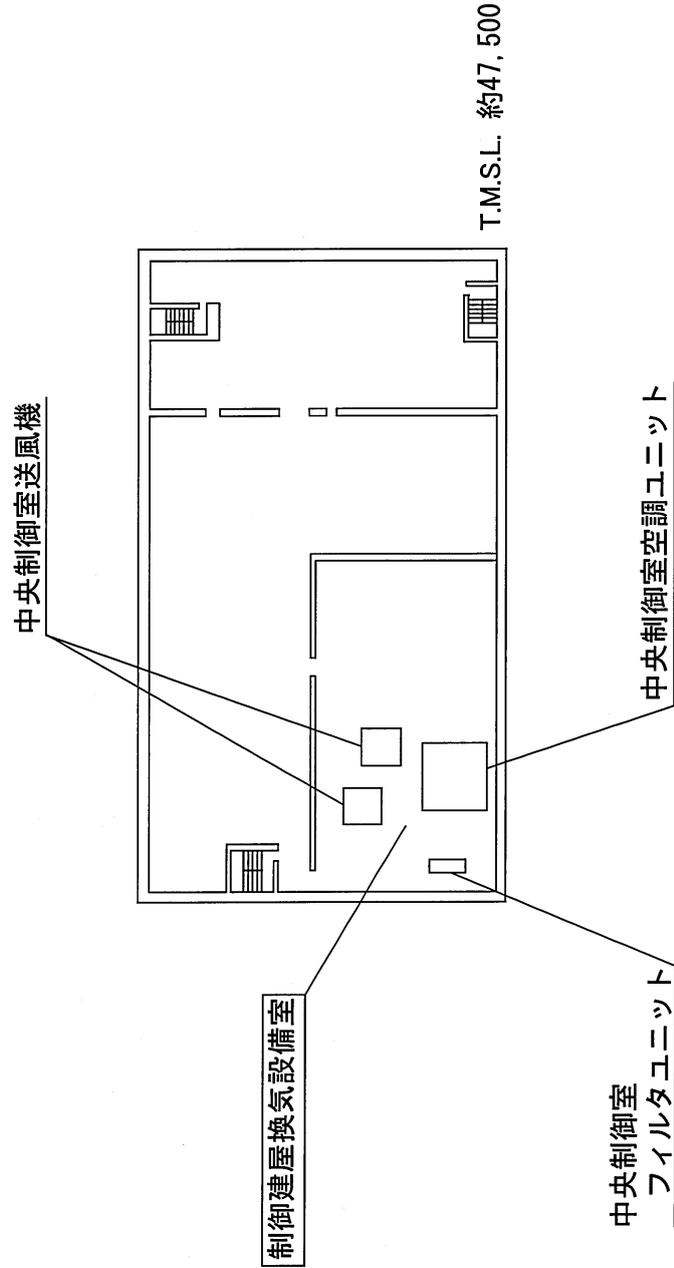 中央制御室送風機
制御建屋換気設備室
中央制御室
フィルタユニット
中央制御室空調ユニット
T.M.S.L. 約47,500